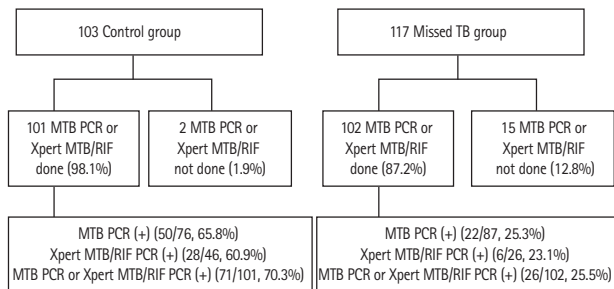 103 Control group
117 Missed TB group
101 MTB PCR or
Xpert MTB/RIF
done (98.1%)
2 MTB PCR or
Xpert MTB/RIF
not done (1.9%)
102 MTB PCR or
Xpert MTB/RIF
done (87.2%)
15 MTB PCR or
Xpert MTB/RIF
not done (12.8%)
MTB PCR (+) (50/76, 65.8%)
Xpert MTB/RIF PCR (+) (28/46, 60.9%)
MTB PCR or Xpert MTB/RIF PCR (+) (71/101, 70.3%)
MTB PCR (+) (22/87, 25.3%)
Xpert MTB/RIF PCR (+) (6/26, 23.1%)
MTB PCR or Xpert MTB/RIF PCR (+) (26/102, 25.5%)